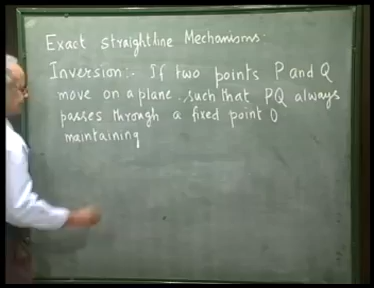 Exact straightline Mechanisms.
Inversion:- If two points P and Q
move on a plane, such that PQ always
passes through a fixed point O
maintaining